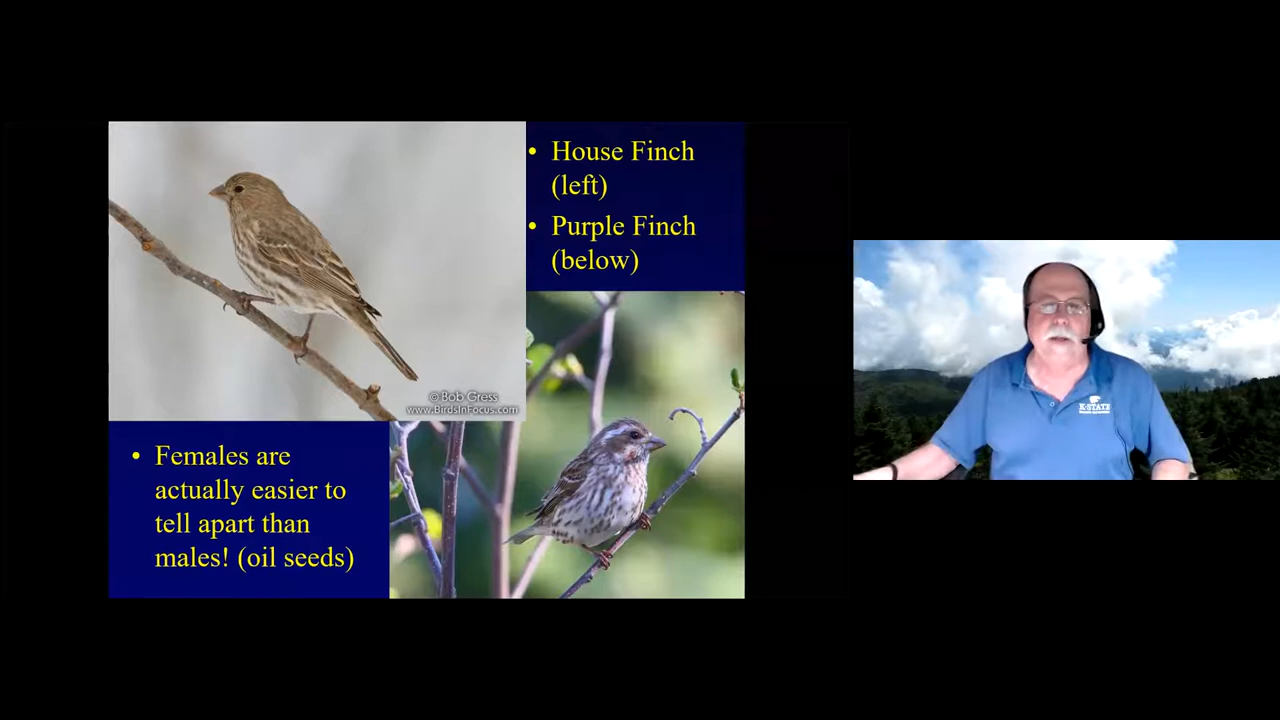 • House Finch
(left)
• Purple Finch
(below)
© Bob Gress
www.BirdsInFocus.com
• Females are
actually easier to
tell apart than
males! (oil seeds)
K-STATE